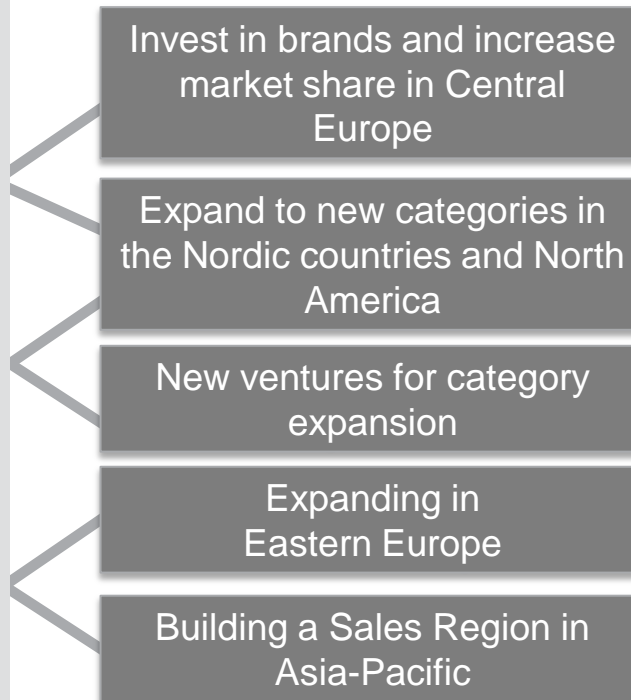 Invest in brands and increase
market share in Central
Europe
Expand to new categories in
the Nordic countries and North
America
New ventures for category
expansion
Expanding in
Eastern Europe
Building a Sales Region in
Asia-Pacific